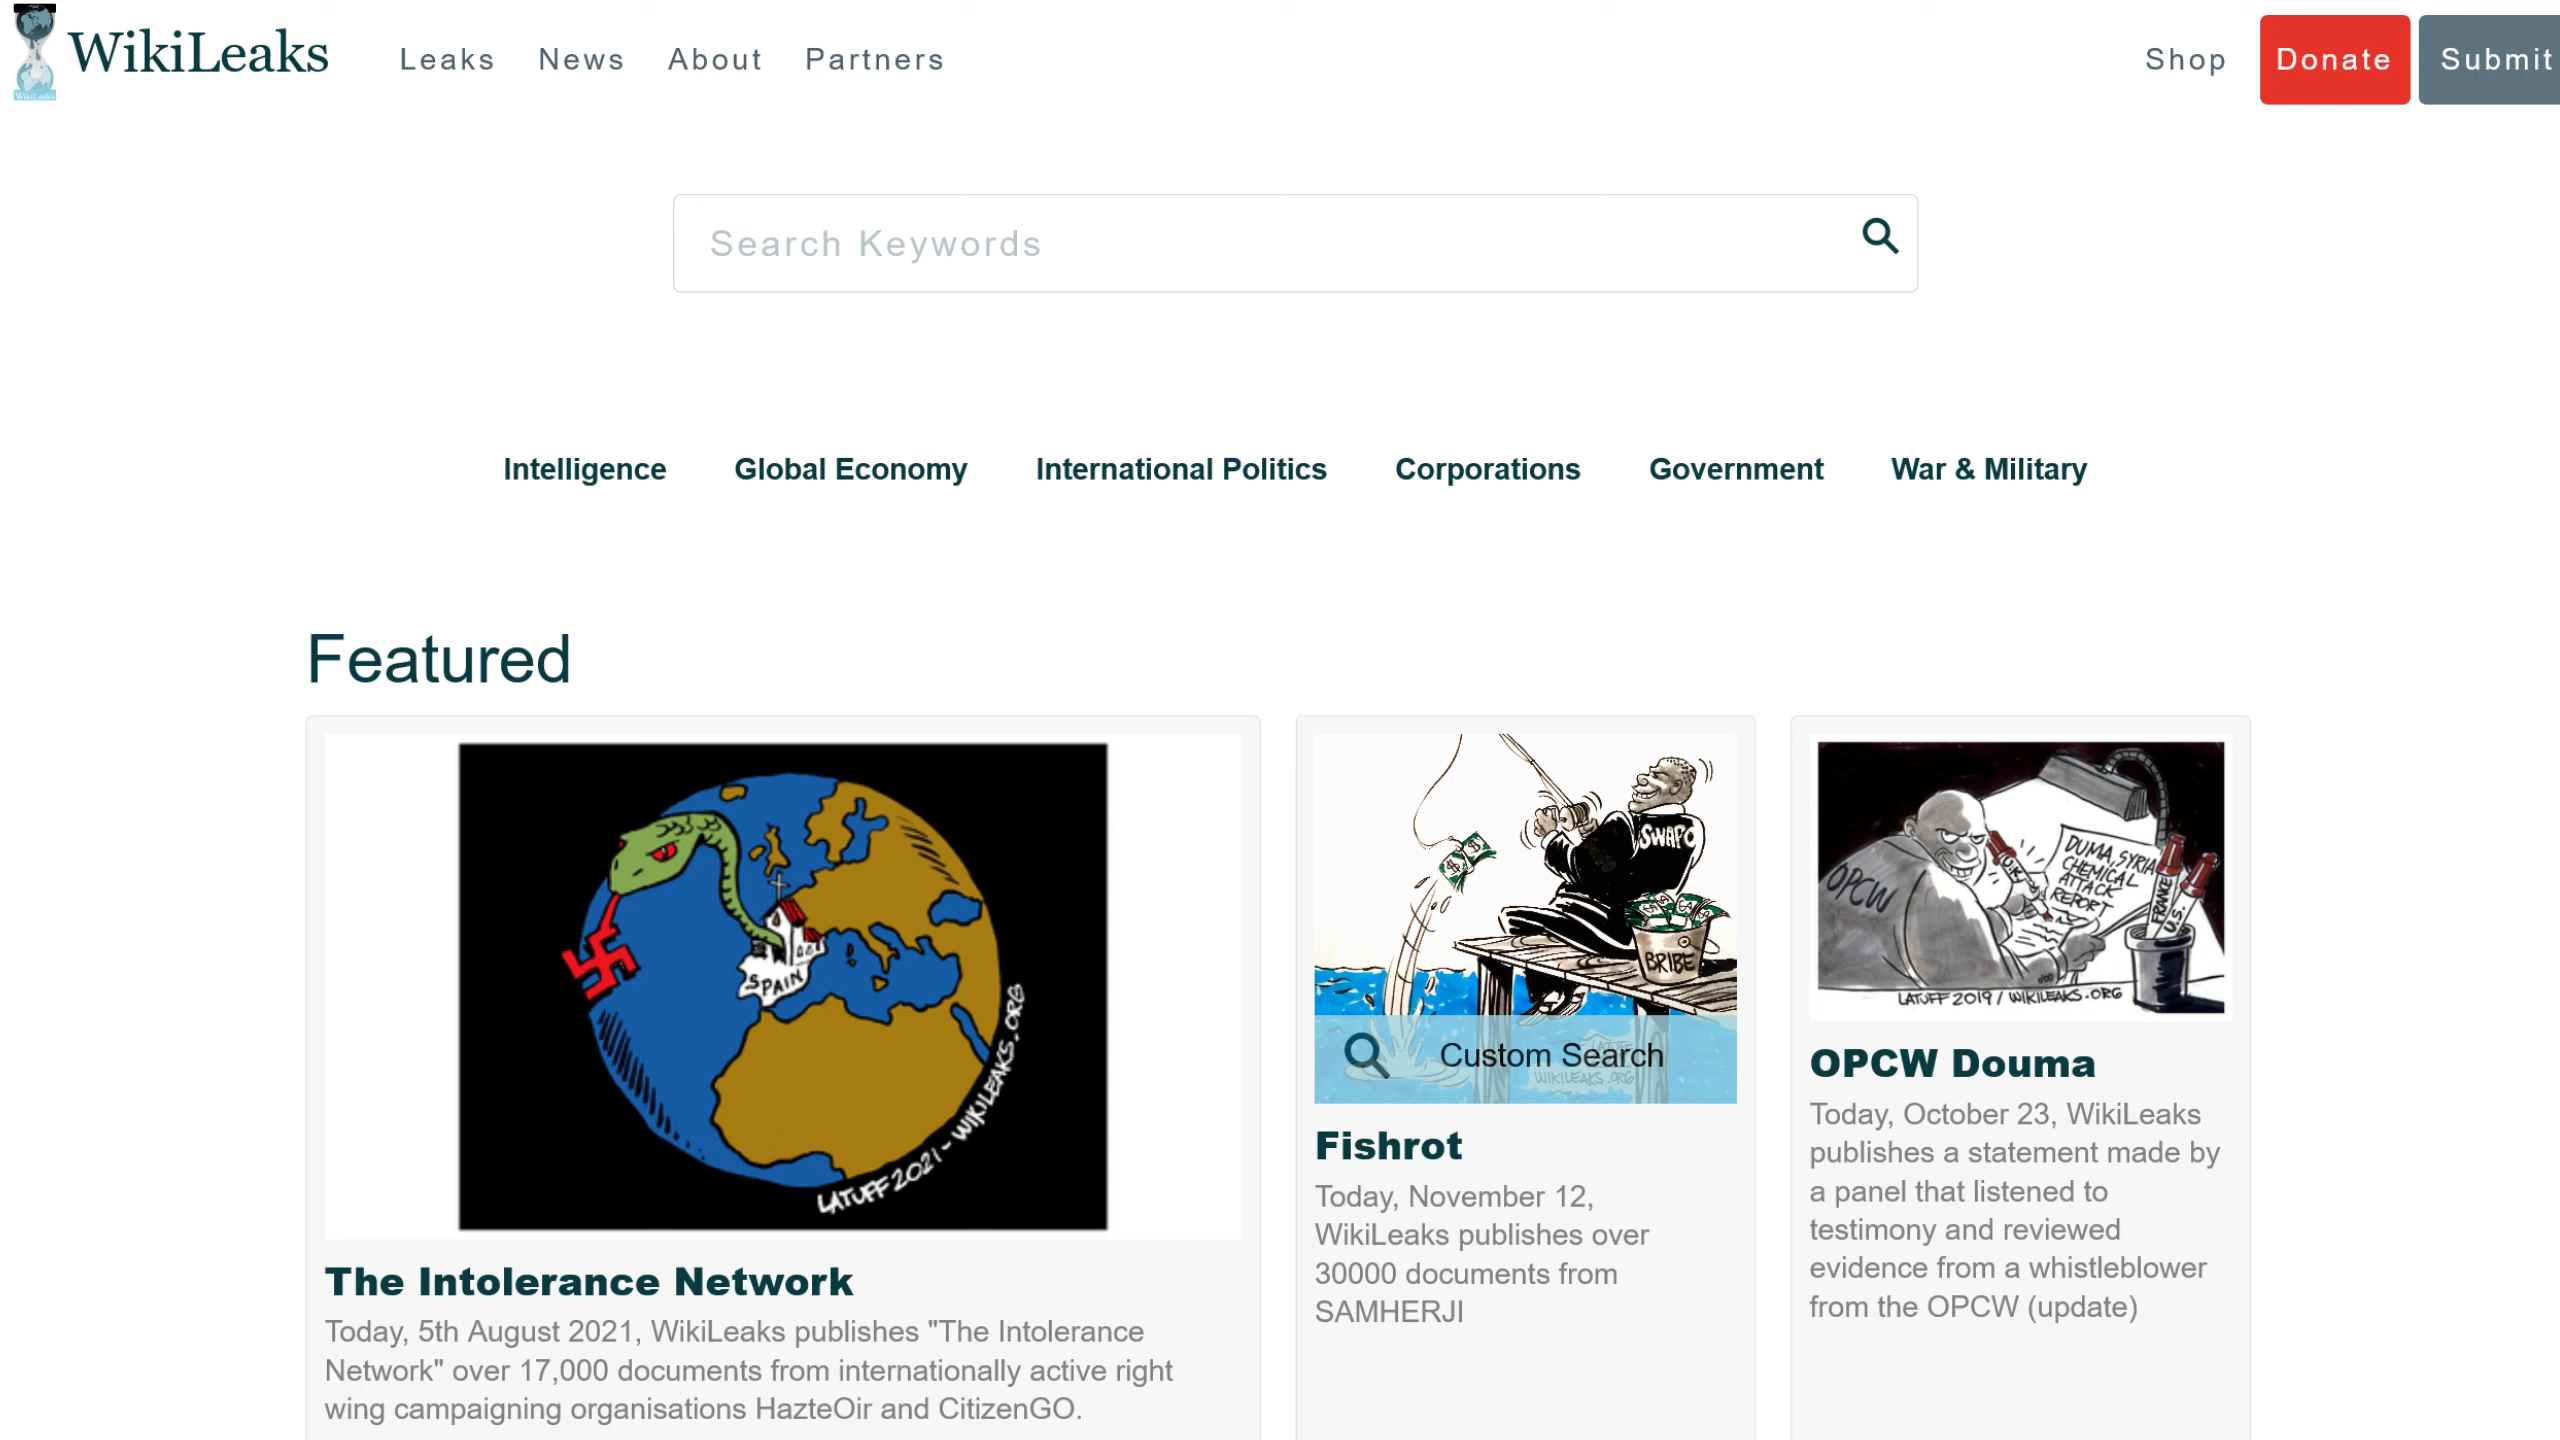 WikiLeaks
Leaks News About Partners
Shop Donate Submit
WikiLeaks
Search Keywords
Intelligence Global Economy International Politics Corporations Government War & Military
Featured
SPAIN
LATUFF 2021 ~ WIKILEAKS.ORG
The Intolerance Network
Today, 5th August 2021, WikiLeaks publishes "The Intolerance
Network" over 17,000 documents from internationally active right
wing campaigning organisations HazteOir and CitizenGO.
SWAPO
BRIBE
Custom Search
LATUFF
WIKILEAKS.ORG
Fishrot
Today, November 12,
WikiLeaks publishes over
30000 documents from
SAMHERJI
OPCW
U.K.
DUMA, SYRIA
CHEMICAL
ATTACK
REPORT
FRANCE
U.S.
LATUFF 2019 / WIKILEAKS.ORG
OPCW Douma
Today, October 23, WikiLeaks
publishes a statement made by
a panel that listened to
testimony and reviewed
evidence from a whistleblower
from the OPCW (update)